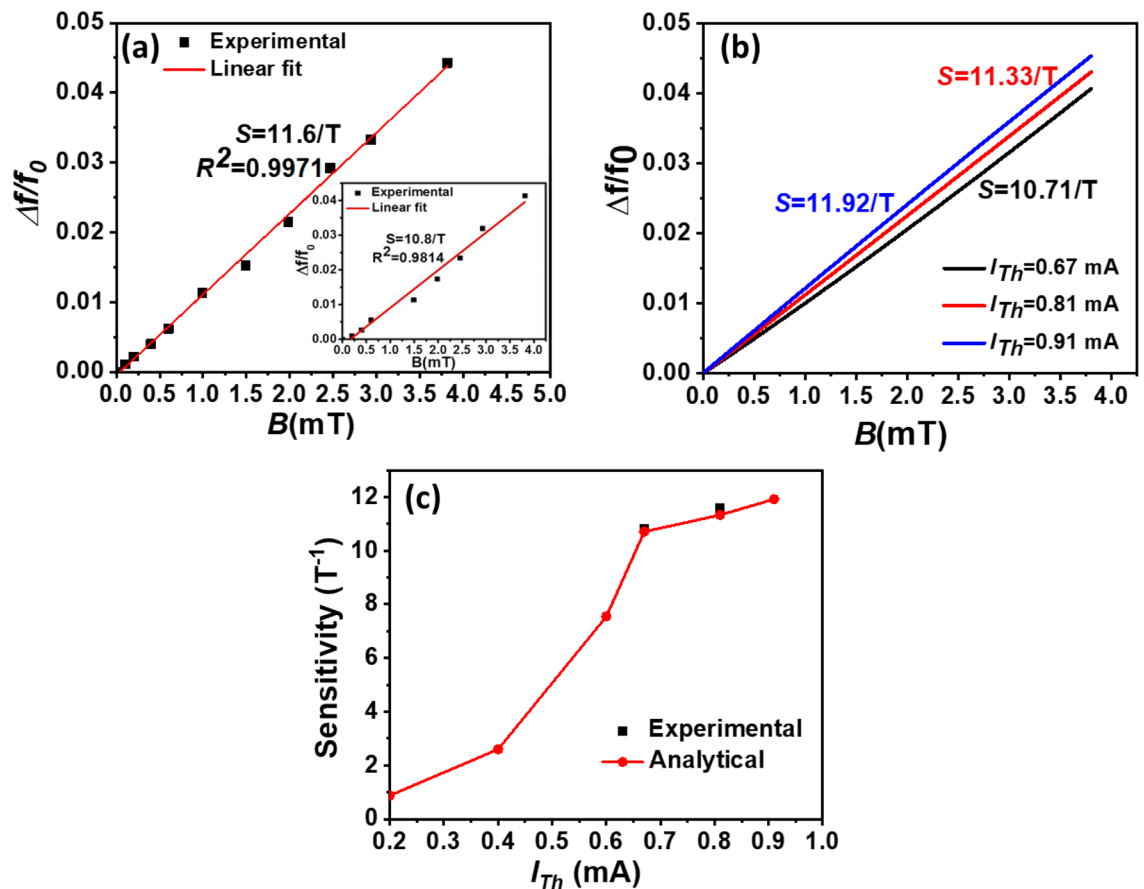 (a)
Experimental
Linear fit
S=11.6/T
R²=0.9971
0.05
0.04
0.03
0.02
0.01
0.00
Δf/f₀
0.0 0.5 1.0 1.5 2.0 2.5 3.0 3.5 4.0 4.5 5.0
B(mT)
Experimental
Linear fit
S=10.8/T
R²=0.9814
0.04
0.03
0.02
0.01
0.00
Δf/f₀
0.0 0.5 1.0 1.5 2.0 2.5 3.0 3.5 4.0
B(mT)
(b)
S=11.33/T
S=11.92/T
S=10.71/T
I_Th=0.67 mA
I_Th=0.81 mA
I_Th=0.91 mA
0.05
0.04
0.03
0.02
0.01
0.00
Δf/f0
0.0 0.5 1.0 1.5 2.0 2.5 3.0 3.5 4.0
B(mT)
(c)
Experimental
Analytical
12
10
8
6
4
2
0
Sensitivity (T⁻¹)
0.2 0.3 0.4 0.5 0.6 0.7 0.8 0.9 1.0
I_Th (mA)